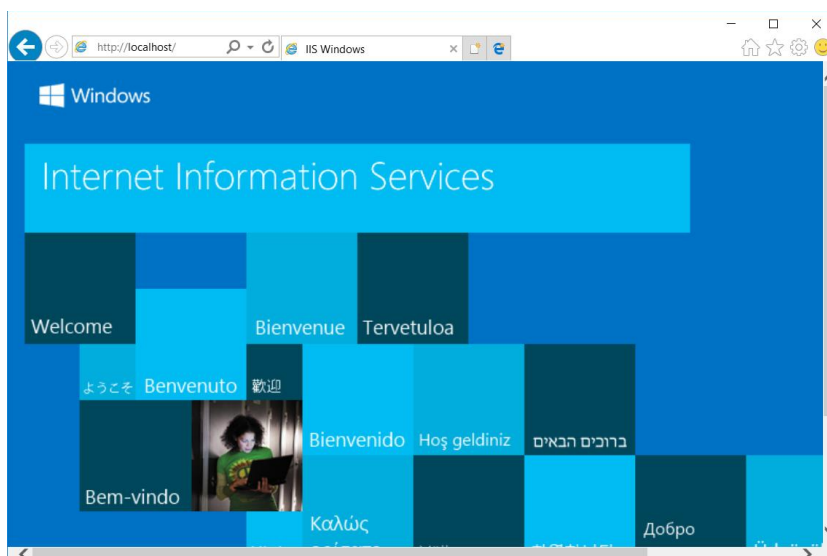 http://localhost/
IIS Windows
Windows
Internet Information Services
Welcome
Bienvenue
Tervetuloa
ようこそ
Benvenuto
歡迎
Bienvenido
Hoş geldiniz
ברוכים הבאים
Bem-vindo
Καλώς
Добро